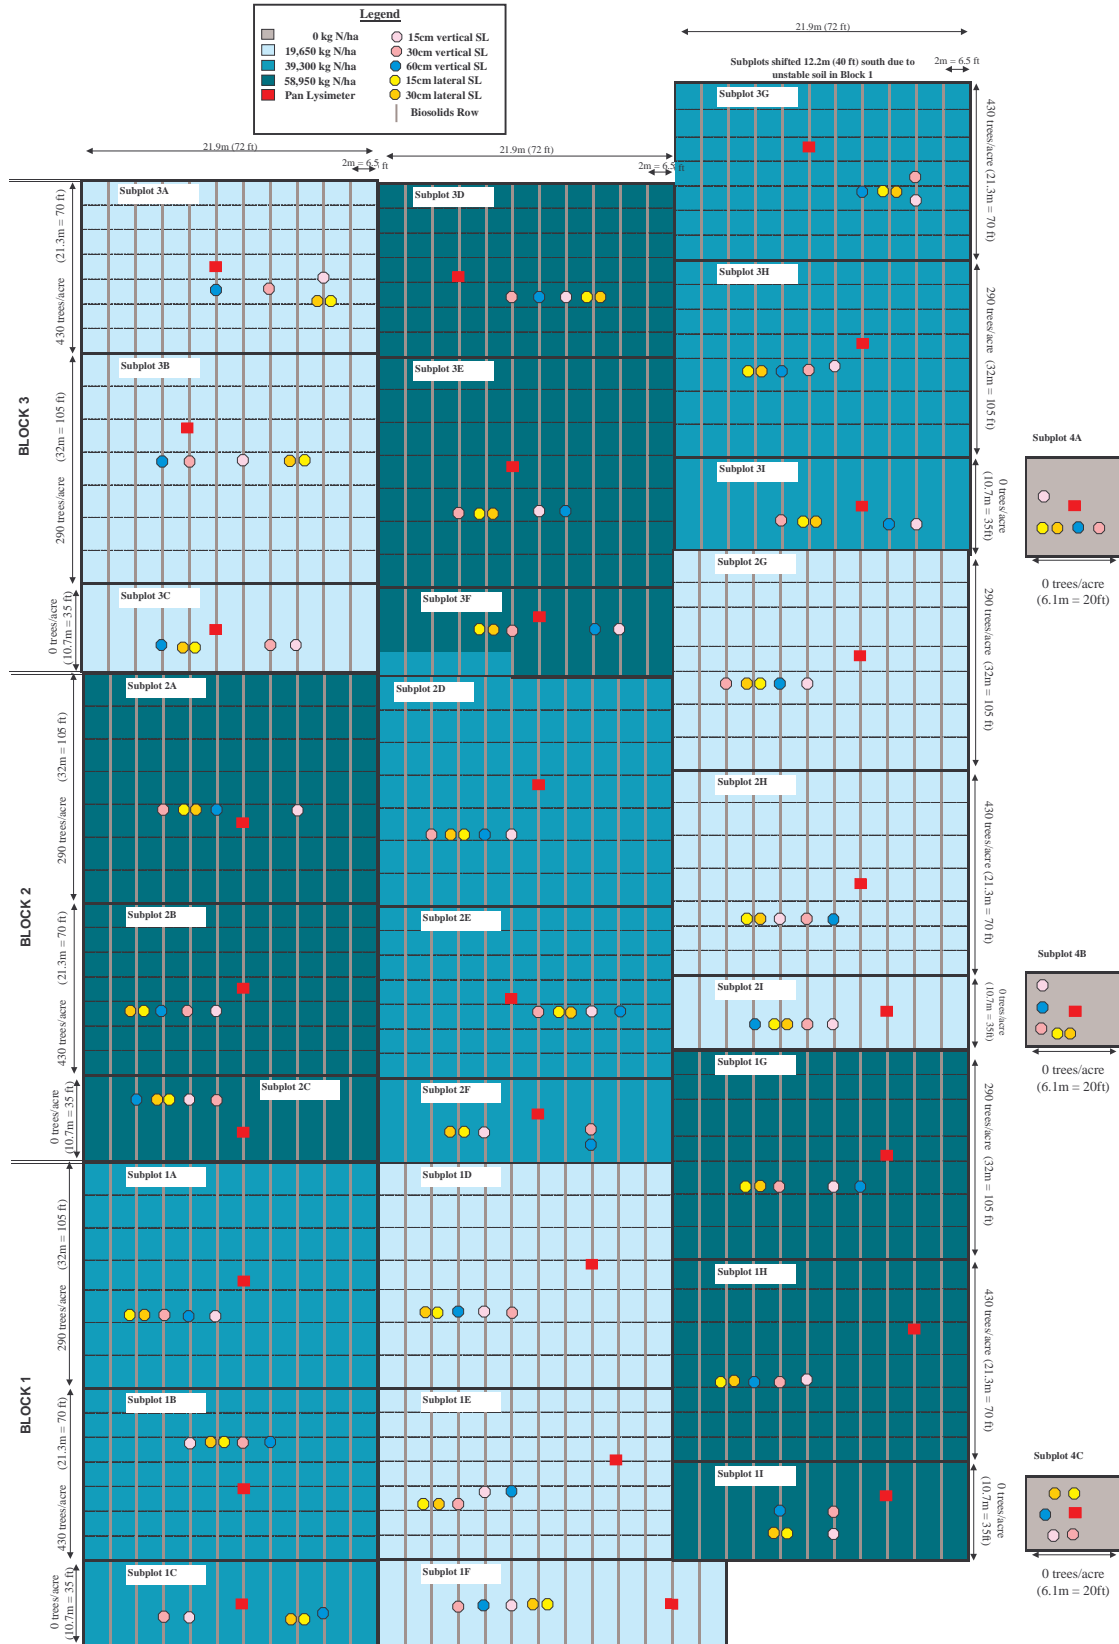 Legend
0 kg N/ha
15cm vertical SL
19,650 kg N/ha
30cm vertical SL
39,300 kg N/ha
60cm vertical SL
58,950 kg N/ha
15cm lateral SL
Pan Lysimeter
30cm lateral SL
Biosolids Row
21.9m (72 ft)
Subplots shifted 12.2m (40 ft) south due to
unstable soil in Block 1
2m = 6.5 ft
21.9m (72 ft)
2m = 6.5 ft
21.9m (72 ft)
2m = 6.5 ft
BLOCK 3
430 trees/acre (21.3m = 70 ft)
Subplot 3A
290 trees/acre (32m = 105 ft)
Subplot 3B
0 trees/acre
(10.7m = 35 ft)
Subplot 3C
Subplot 3D
Subplot 3E
Subplot 3F
Subplot 3G
430 trees/acre (21.3m = 70 ft)
Subplot 3H
290 trees/acre (32m = 105 ft)
Subplot 3I
0 trees/acre
(10.7m = 35ft)
Subplot 4A
0 trees/acre
(6.1m = 20ft)
BLOCK 2
290 trees/acre (32m = 105 ft)
Subplot 2A
430 trees/acre (21.3m = 70 ft)
Subplot 2B
0 trees/acre
(10.7m = 35 ft)
Subplot 2C
Subplot 2D
Subplot 2E
Subplot 2F
Subplot 2G
290 trees/acre (32m = 105 ft)
Subplot 2H
430 trees/acre (21.3m = 70 ft)
Subplot 2I
0 trees/acre
(10.7m = 35ft)
Subplot 4B
0 trees/acre
(6.1m = 20ft)
BLOCK 1
290 trees/acre (32m = 105 ft)
Subplot 1A
430 trees/acre (21.3m = 70 ft)
Subplot 1B
0 trees/acre
(10.7m = 35 ft)
Subplot 1C
Subplot 1D
Subplot 1E
Subplot 1F
Subplot 1G
290 trees/acre (32m = 105 ft)
Subplot 1H
430 trees/acre (21.3m = 70 ft)
Subplot 1I
0 trees/acre
(10.7m = 35ft)
Subplot 4C
0 trees/acre
(6.1m = 20ft)